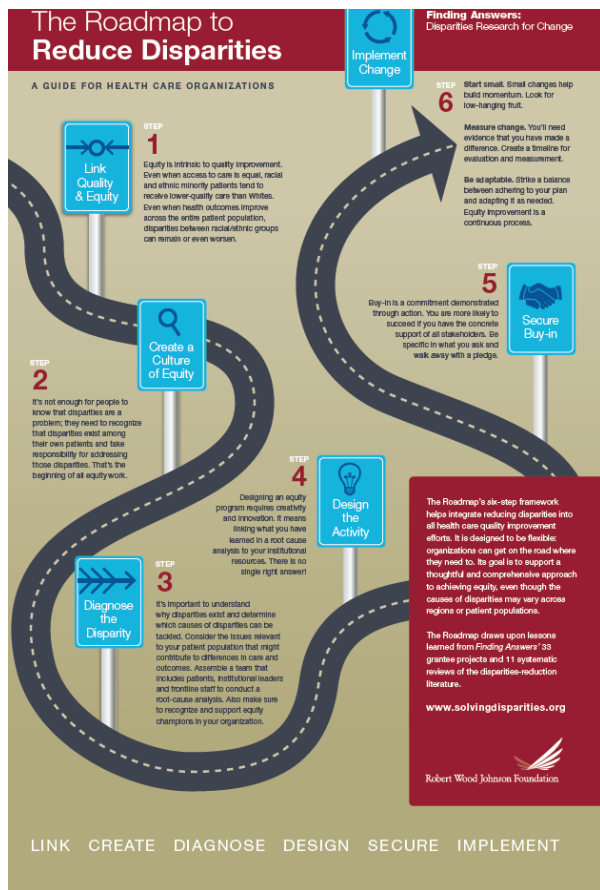 The Roadmap to
Reduce Disparities
A GUIDE FOR HEALTH CARE ORGANIZATIONS
Finding Answers:
Disparities Research for Change
Link
Quality
& Equity
STEP
1
Equity is intrinsic to quality improvement.
Even when access to care is equal, racial
and ethnic minority patients tend to
receive lower-quality care than Whites.
Even when health outcomes improve
across the entire patient population,
disparities between racial/ethnic groups
can remain or even worsen.
Create a
Culture
of Equity
STEP
2
It's not enough for people to
know that disparities are a
problem; they need to recognize
that disparities exist among
their own patients and take
responsibility for addressing
those disparities. That's the
beginning of all equity work.
Diagnose
the
Disparity
STEP
3
It's important to understand
why disparities exist and determine
which causes of disparities can be
tackled. Consider the issues relevant
to your patient population that might
contribute to differences in care and
outcomes. Assemble a team that
includes patients, institutional leaders
and frontline staff to conduct a
root-cause analysis. Also make sure
to recognize and support equity
champions in your organization.
STEP
4
Designing an equity
program requires creativity
and innovation. It means
linking what you have
learned in a root cause
analysis to your institutional
resources. There is no
single right answer!
Design
the
Activity
STEP
5
Buy-in is a commitment demonstrated
through action. You are more likely to
succeed if you have the concrete
support of all stakeholders. Be
specific in what you ask and
walk away with a pledge.
Secure
Buy-in
Implement
Change
STEP
6
Start small. Small changes help
build momentum. Look for
low-hanging fruit.
Measure change. You'll need
evidence that you have made a
difference. Create a timeline for
evaluation and measurement.
Be adaptable. Strike a balance
between adhering to your plan
and adapting it as needed.
Equity improvement is a
continuous process.
The Roadmap's six-step framework
helps integrate reducing disparities into
all health care quality improvement
efforts. It is designed to be flexible:
organizations can get on the road where
they need to. Its goal is to support a
thoughtful and comprehensive approach
to achieving equity, even though the
causes of disparities may vary across
regions or patient populations.
The Roadmap draws upon lessons
learned from Finding Answers' 33
grantee projects and 11 systematic
reviews of the disparities-reduction
literature.
www.solvingdisparities.org
Robert Wood Johnson Foundation
LINK CREATE DIAGNOSE DESIGN SECURE IMPLEMENT